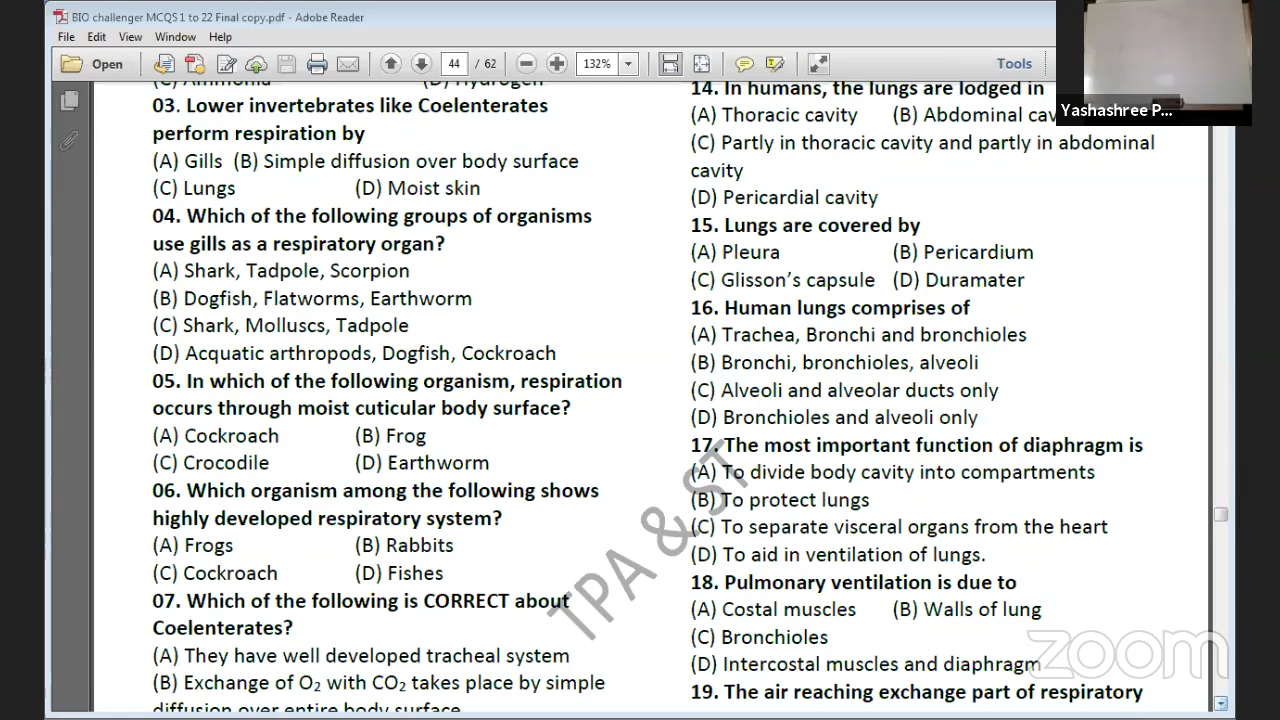 BIO challenger MCQS1 to 22 Final copy.pdf - Adobe Reader
File Edit View Window Help
Open 44 / 62 132% Tools
(C) Ammonia (D) Hydrogen
03. Lower invertebrates like Coelenterates
perform respiration by
(A) Gills (B) Simple diffusion over body surface
(C) Lungs (D) Moist skin
04. Which of the following groups of organisms
use gills as a respiratory organ?
(A) Shark, Tadpole, Scorpion
(B) Dogfish, Flatworms, Earthworm
(C) Shark, Molluscs, Tadpole
(D) Acquatic arthropods, Dogfish, Cockroach
05. In which of the following organism, respiration
occurs through moist cuticular body surface?
(A) Cockroach (B) Frog
(C) Crocodile (D) Earthworm
06. Which organism among the following shows
highly developed respiratory system?
(A) Frogs (B) Rabbits
(C) Cockroach (D) Fishes
07. Which of the following is CORRECT about
Coelenterates?
(A) They have well developed tracheal system
(B) Exchange of O₂ with CO₂ takes place by simple
diffusion over entire body surface
14. In humans, the lungs are lodged in
(A) Thoracic cavity (B) Abdominal cav
(C) Partly in thoracic cavity and partly in abdominal
cavity
(D) Pericardial cavity
15. Lungs are covered by
(A) Pleura (B) Pericardium
(C) Glisson’s capsule (D) Duramater
16. Human lungs comprises of
(A) Trachea, Bronchi and bronchioles
(B) Bronchi, bronchioles, alveoli
(C) Alveoli and alveolar ducts only
(D) Bronchioles and alveoli only
17. The most important function of diaphragm is
(A) To divide body cavity into compartments
(B) To protect lungs
(C) To separate visceral organs from the heart
(D) To aid in ventilation of lungs.
18. Pulmonary ventilation is due to
(A) Costal muscles (B) Walls of lung
(C) Bronchioles
(D) Intercostal muscles and diaphragm
19. The air reaching exchange part of respiratory
TPA & ST
Yashashree P...
zoom